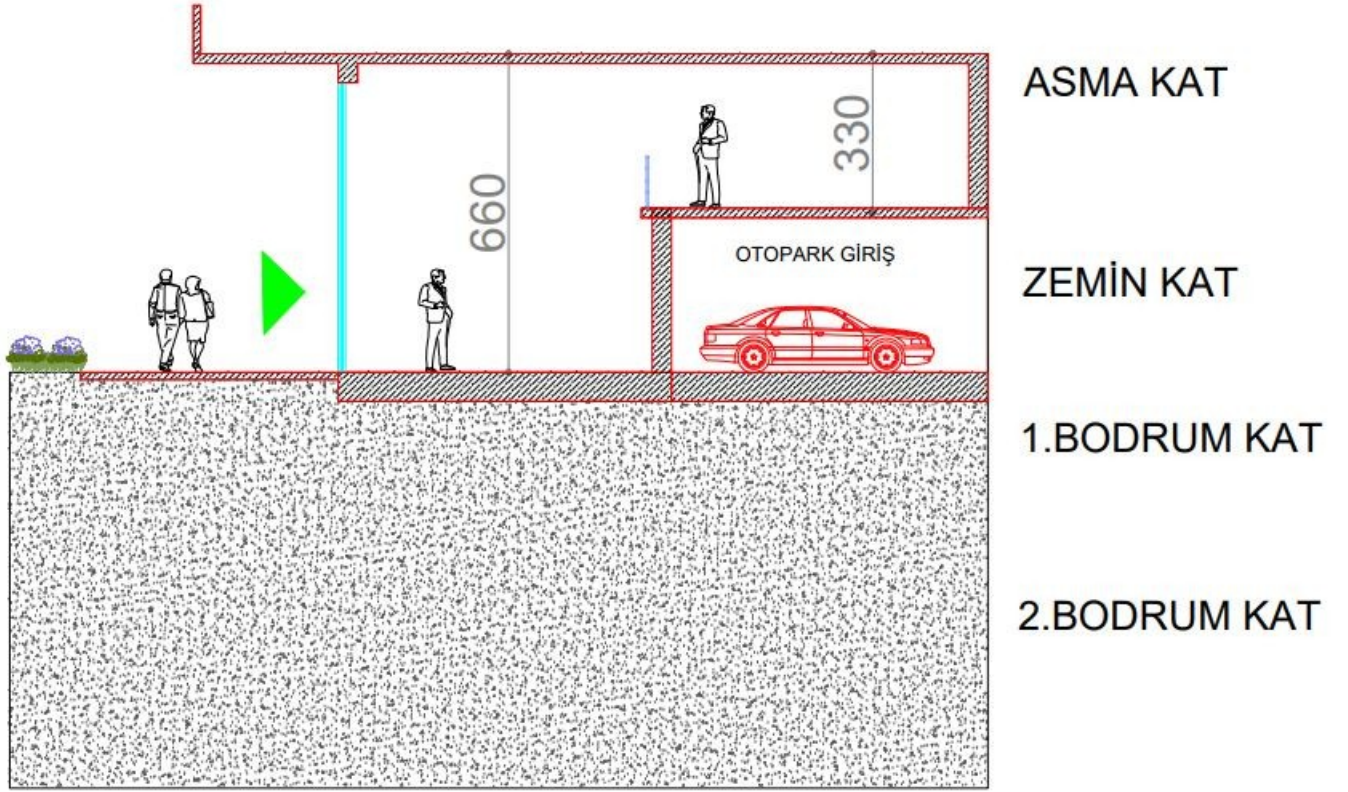 ASMA KAT
330
660
OTOPARK GİRİŞ
ZEMİN KAT
1.BODRUM KAT
2.BODRUM KAT